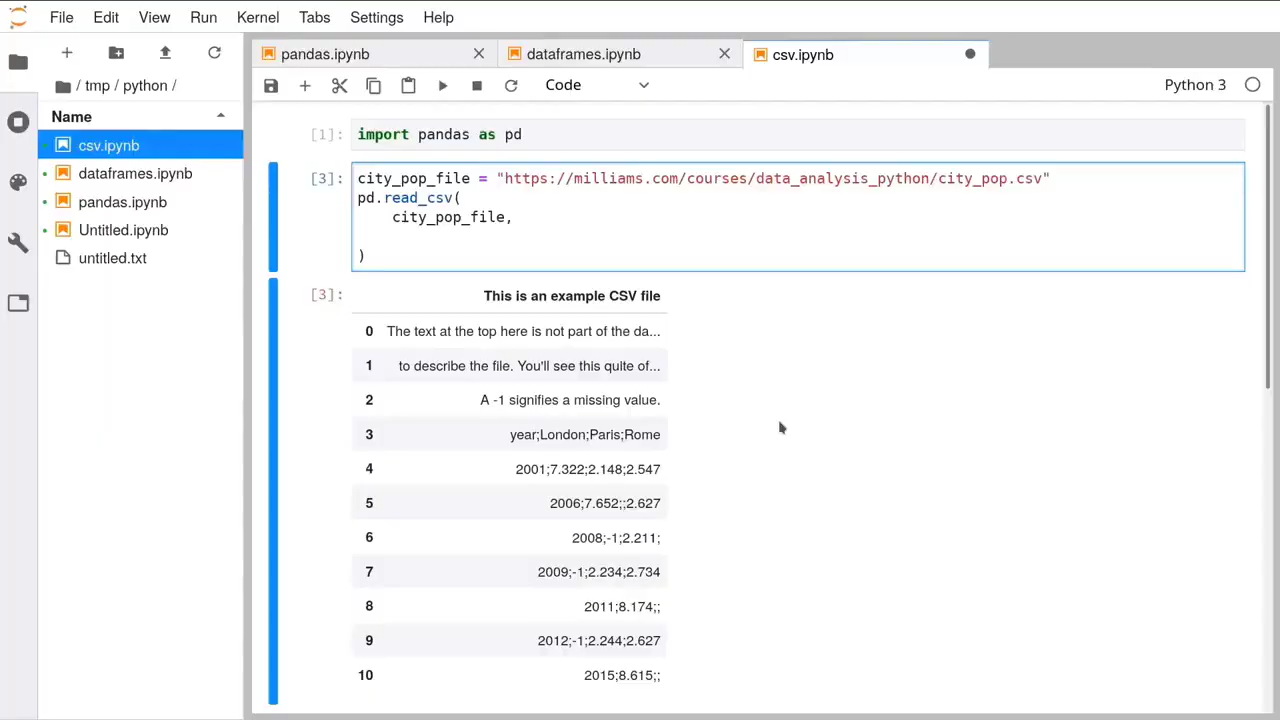 File Edit View Run Kernel Tabs Settings Help
pandas.ipynb
dataframes.ipynb
csv.ipynb
/ tmp / python /
Code
Python 3
Name
csv.ipynb
dataframes.ipynb
pandas.ipynb
Untitled.ipynb
untitled.txt
[1]: import pandas as pd
[3]: city_pop_file = "https://milliams.com/courses/data_analysis_python/city_pop.csv"
pd.read_csv(
city_pop_file,
)
[3]: This is an example CSV file
0 The text at the top here is not part of the da...
1 to describe the file. You'll see this quite of...
2 A -1 signifies a missing value.
3 year;London;Paris;Rome
4 2001;7.322;2.148;2.547
5 2006;7.652;;2.627
6 2008;-1;2.211;
7 2009;-1;2.234;2.734
8 2011;8.174;;
9 2012;-1;2.244;2.627
10 2015;8.615;;